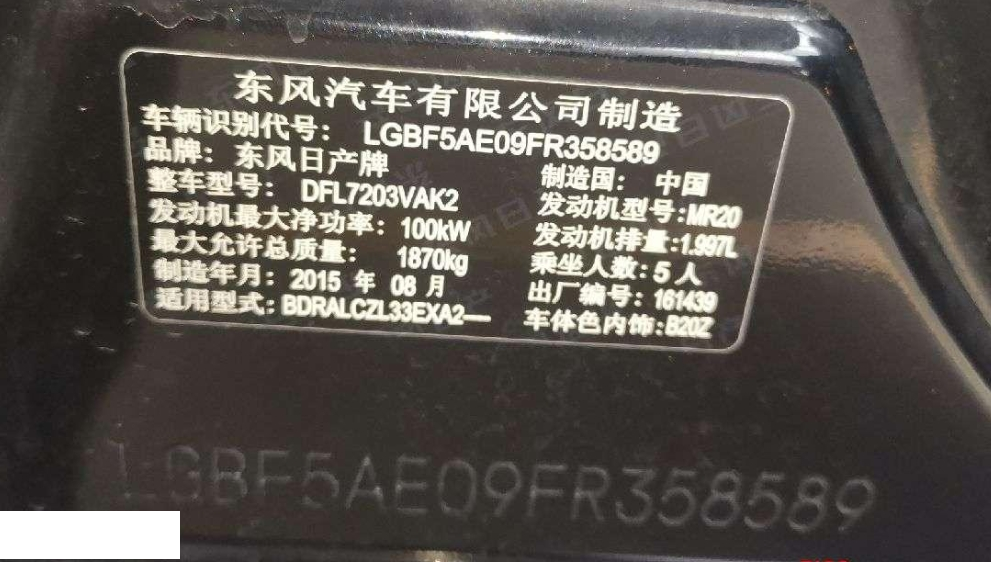 东风汽车有限公司制造
车辆识别代号： LGBF5AE09FR358589
品牌： 东风日产牌 制造国： 中国
整车型号： DFL7203VAK2 发动机型号:MR20
发动机最大净功率： 100kW 发动机排量:1.997L
最大允许总质量： 1870kg 乘坐人数: 5 人
制造年月: 2015 年 08 月 出厂编号: 161439
适用型式: BDRALCZL33EXA2— 车体色内饰:B20Z
LGBF5AE09FR358589